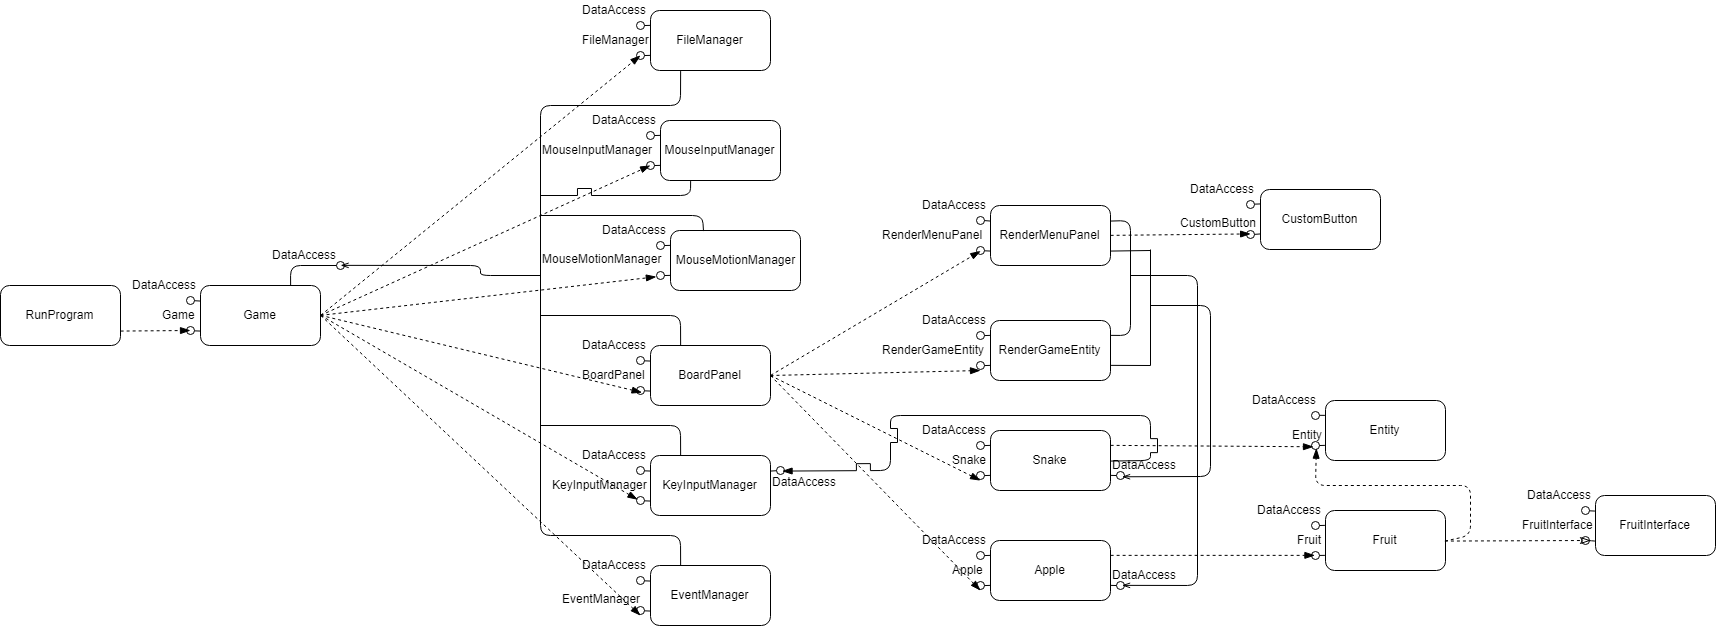 DataAccess
FileManager
FileManager
DataAccess
MouseInputManager
MouseInputManager
DataAccess
MouseMotionManager
MouseMotionManager
DataAccess
RunProgram
DataAccess
Game
Game
DataAccess
BoardPanel
BoardPanel
DataAccess
KeyInputManager
KeyInputManager
DataAccess
DataAccess
EventManager
EventManager
DataAccess
RenderMenuPanel
RenderMenuPanel
DataAccess
CustomButton
CustomButton
DataAccess
RenderGameEntity
RenderGameEntity
DataAccess
Snake
Snake
DataAccess
DataAccess
Apple
Apple
DataAccess
DataAccess
Entity
Entity
DataAccess
Fruit
Fruit
DataAccess
FruitInterface
FruitInterface